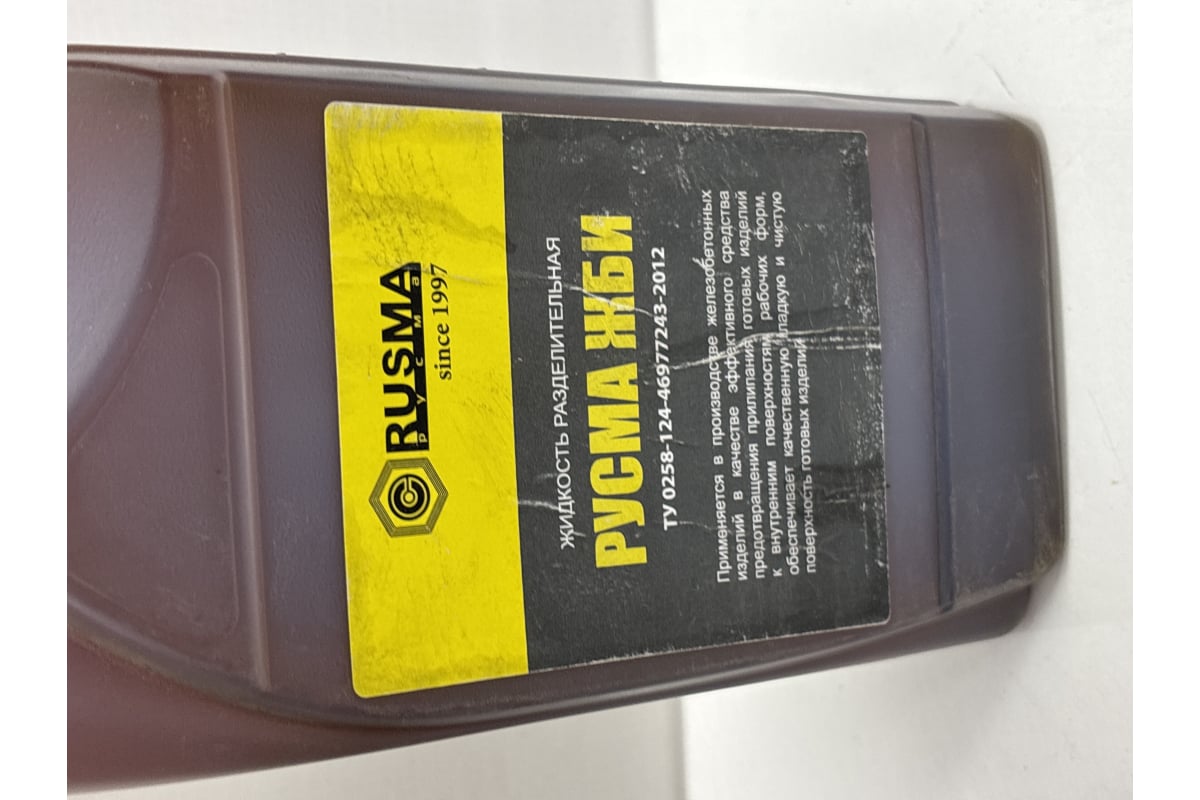 RUSMA
РУСМА
since 1997
ЖИДКОСТЬ РАЗДЕЛИТЕЛЬНАЯ
РУСМА ЖБИ
ТУ 0258-124-46977243-2012
Применяется в производстве железобетонных
изделий в качестве эффективного средства
предотвращения прилипания готовых изделий
к внутренним поверхностям рабочих форм,
обеспечивает качественную гладкую и чистую
поверхность готовых изделий